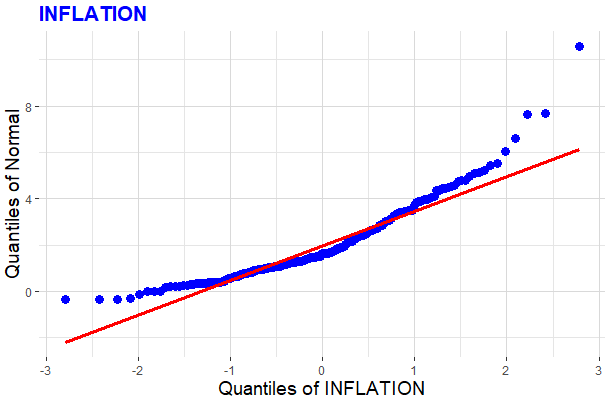 INFLATION
Quantiles of Normal
8
4
0
-3 -2 -1 0 1 2 3
Quantiles of INFLATION